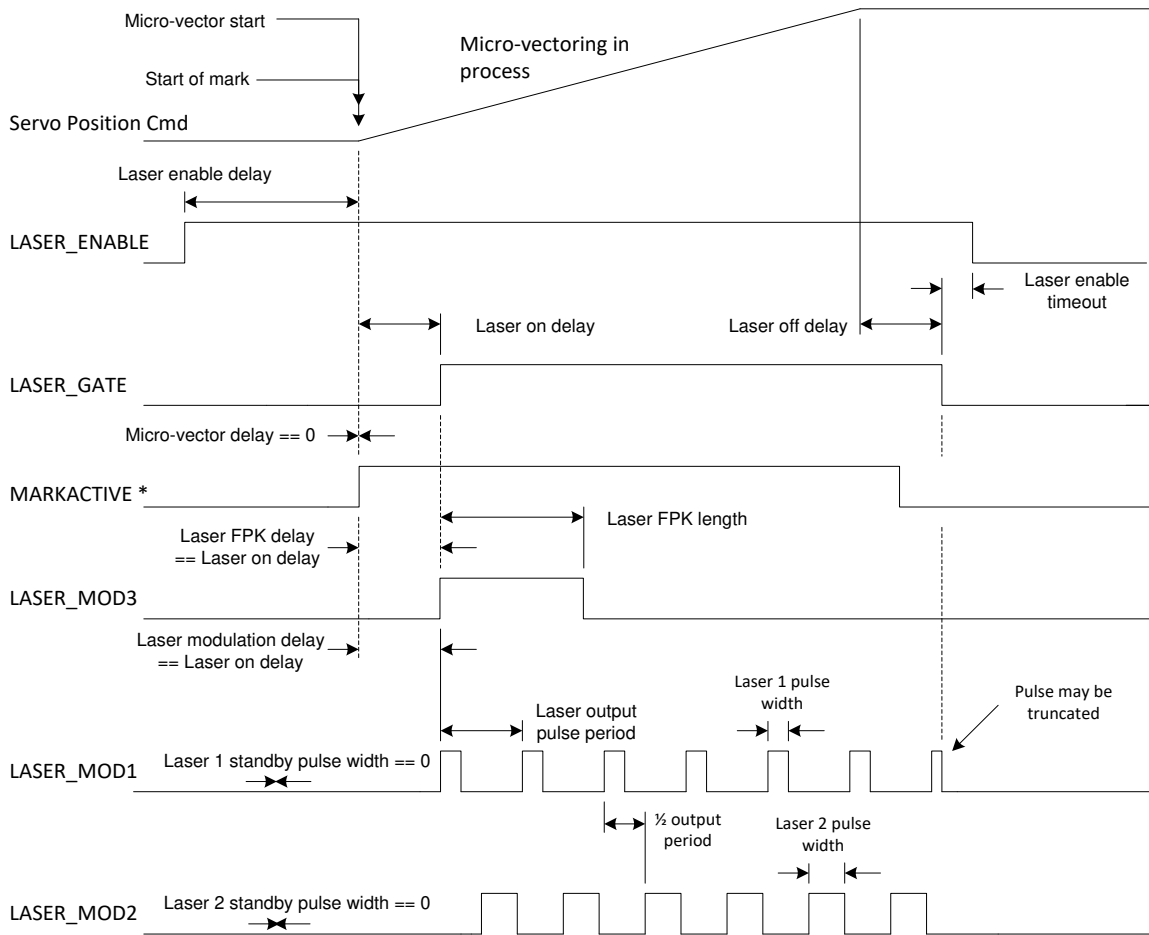 Micro-vector start
Micro-vectoring in
process
Start of mark
Servo Position Cmd
Laser enable delay
LASER_ENABLE
Laser enable
timeout
Laser on delay
Laser off delay
LASER_GATE
Micro-vector delay == 0
MARKACTIVE *
Laser FPK length
Laser FPK delay
== Laser on delay
LASER_MOD3
Laser modulation delay
== Laser on delay
Laser 1 pulse
width
Pulse may be
truncated
Laser output
pulse period
LASER_MOD1
Laser 1 standby pulse width == 0
½ output
period
Laser 2 pulse
width
LASER_MOD2
Laser 2 standby pulse width == 0